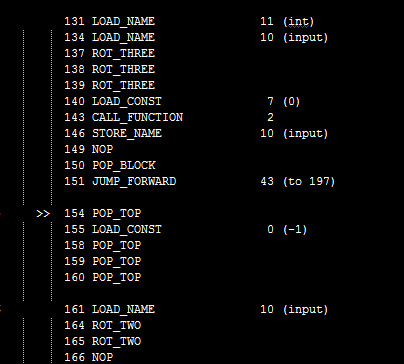 131 LOAD_NAME 11 (int)
134 LOAD_NAME 10 (input)
137 ROT_THREE
138 ROT_THREE
139 ROT_THREE
140 LOAD_CONST 7 (0)
143 CALL_FUNCTION 2
146 STORE_NAME 10 (input)
149 NOP
150 POP_BLOCK
151 JUMP_FORWARD 43 (to 197)
>> 154 POP_TOP
155 LOAD_CONST 0 (-1)
158 POP_TOP
159 POP_TOP
160 POP_TOP
161 LOAD_NAME 10 (input)
164 ROT_TWO
165 ROT_TWO
166 NOP